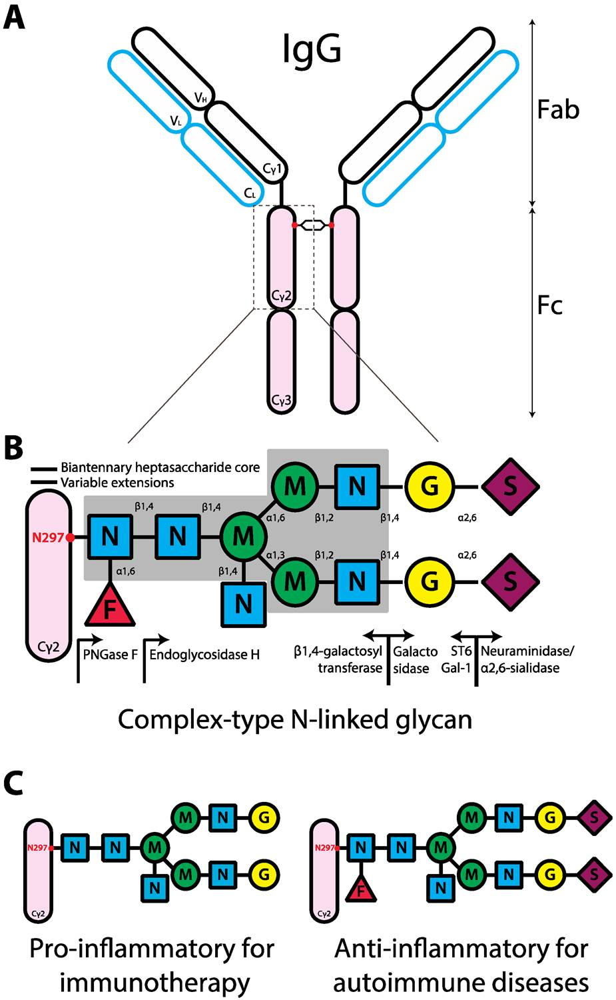 A
IgG
VH
VL
Cγ1
CL
Fab
Cγ2
Fc
Cγ3
B
Biantennary heptasaccharide core
Variable extensions
M N G S
β1,4 β1,4 α1,6 β1,2 β1,4 α2,6
N297 N N M
α1,3 β1,2 β1,4 α2,6
α1,6 β1,4
M N G S
F N
Cγ2
PNGase F
Endoglycosidase H
β1,4-galactosyl
transferase
Galacto
sidase
ST6
Gal-1
Neuraminidase/
α2,6-sialidase
Complex-type N-linked glycan
C
M N G
N297 N N M
M N G
N
Cγ2
Pro-inflammatory for
immunotherapy
M N G S
N297 N N M
M N G S
F N
Cγ2
Anti-inflammatory for
autoimmune diseases